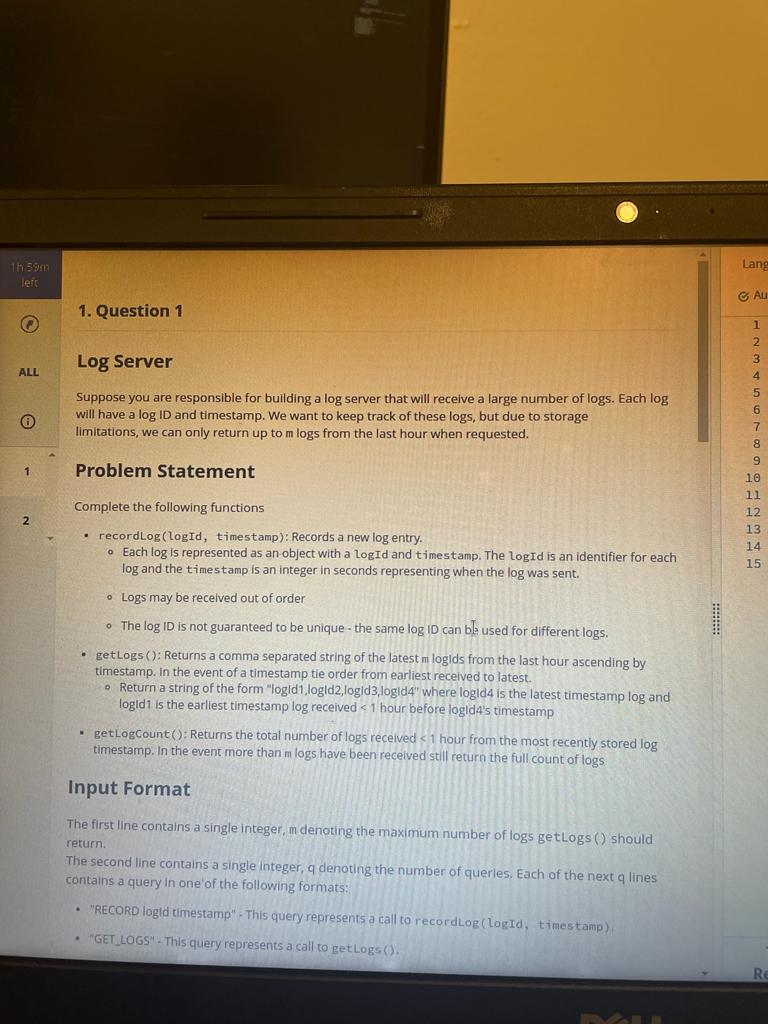 1h 59m
left
1. Question 1
ALL
Log Server
Suppose you are responsible for building a log server that will receive a large number of logs. Each log
will have a log ID and timestamp. We want to keep track of these logs, but due to storage
limitations, we can only return up to m logs from the last hour when requested.
1
Problem Statement
2
Complete the following functions
• recordLog(logId, timestamp): Records a new log entry.
◦ Each log is represented as an object with a logId and timestamp. The logId is an identifier for each
log and the timestamp is an integer in seconds representing when the log was sent.
◦ Logs may be received out of order
◦ The log ID is not guaranteed to be unique - the same log ID can be used for different logs.
• getLogs(): Returns a comma separated string of the latest m logIds from the last hour ascending by
timestamp. In the event of a timestamp tie order from earliest received to latest.
◦ Return a string of the form "logId1,logId2,logId3,logId4" where logId4 is the latest timestamp log and
logId1 is the earliest timestamp log received < 1 hour before logId4's timestamp
• getLogCount(): Returns the total number of logs received < 1 hour from the most recently stored log
timestamp. In the event more than m logs have been received still return the full count of logs
Input Format
The first line contains a single integer, m denoting the maximum number of logs getLogs() should
return.
The second line contains a single integer, q denoting the number of queries. Each of the next q lines
contains a query in one of the following formats:
• "RECORD logId timestamp" - This query represents a call to recordLog(logId, timestamp).
• "GET_LOGS" - This query represents a call to getLogs().
Lang
Au
1
2
3
4
5
6
7
8
9
10
11
12
13
14
15
Re
DELL